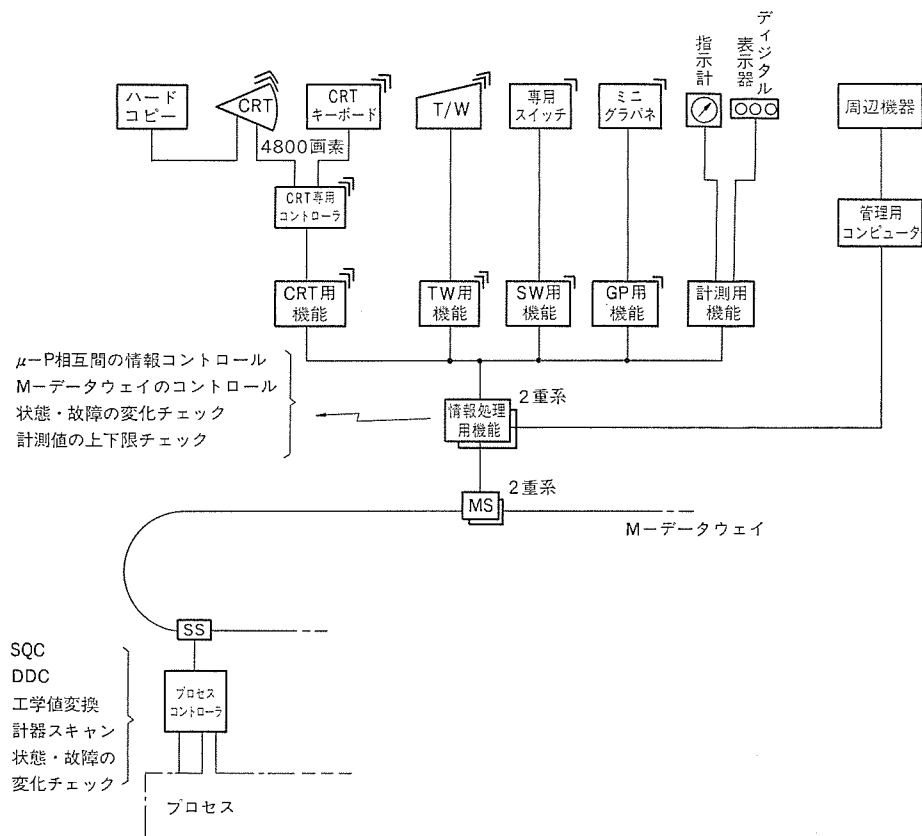 ハード
コピー
CRT
CRT
キーボード
T/W
専用
スイッチ
ミニ
グラパネ
指示計
ディジタル
表示器
周辺機器
4800画素
CRT専用
コントローラ
管理用
コンピュータ
CRT用
機能
TW用
機能
SW用
機能
GP用
機能
計測用
機能
μ-P相互間の情報コントロール
M-データウェイのコントロール
状態・故障の変化チェック
計測値の上下限チェック
2重系
情報処理
用機能
2重系
MS
M-データウェイ
SS
SQC
DDC
工学値変換
計器スキャン
状態・故障の
変化チェック
プロセス
コントローラ
プロセス